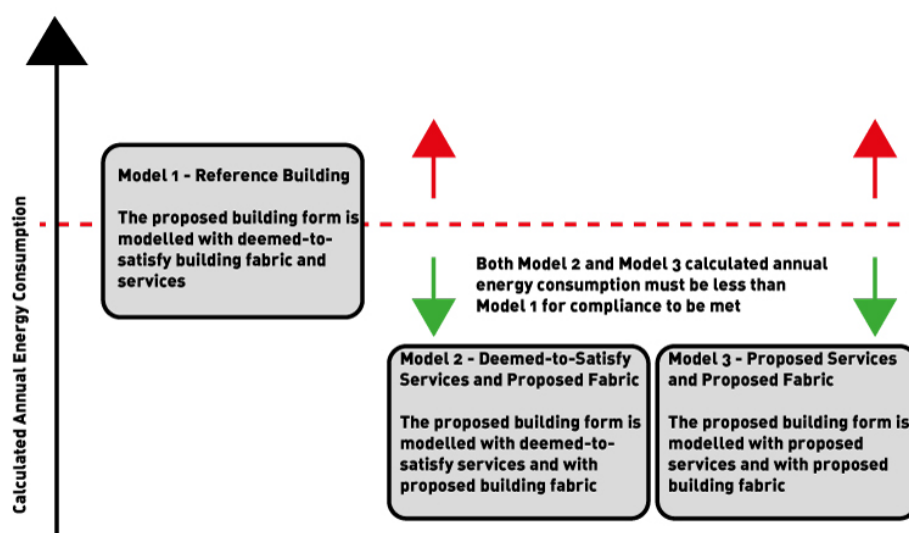 Calculated Annual Energy Consumption
Model 1 - Reference Building
The proposed building form is
modelled with deemed-to-
satisfy building fabric and
services
Both Model 2 and Model 3 calculated annual
energy consumption must be less than
Model 1 for compliance to be met
Model 2 - Deemed-to-Satisfy
Services and Proposed Fabric
The proposed building form is
modelled with deemed-to-
satisfy services and with
proposed building fabric
Model 3 - Proposed Services
and Proposed Fabric
The proposed building form is
modelled with proposed
services and with proposed
building fabric